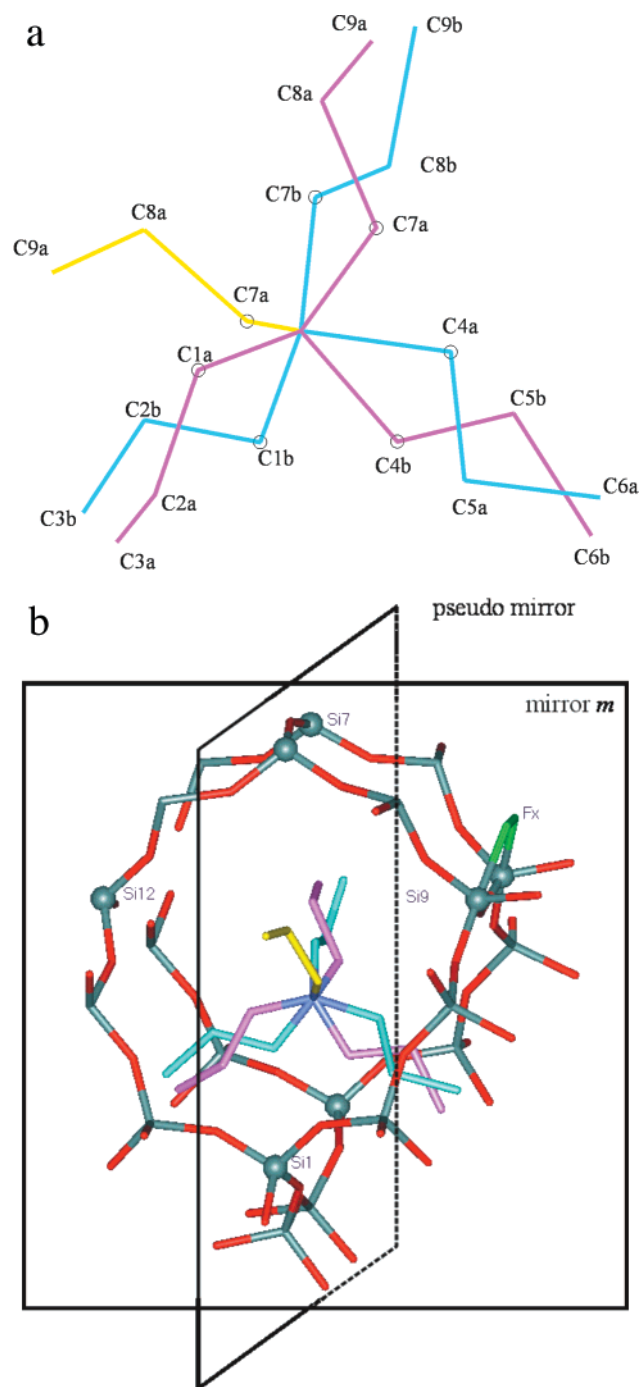 a
C9a
C9b
C8a
C8b
C7b
C8a
C7a
C9a
C7a
C4a
C1a
C5b
C2b
C1b
C4b
C3b
C2a
C5a
C6a
C3a
C6b
b
pseudo mirror
mirror m
Si7
Fx
Si12
Si9
Si1